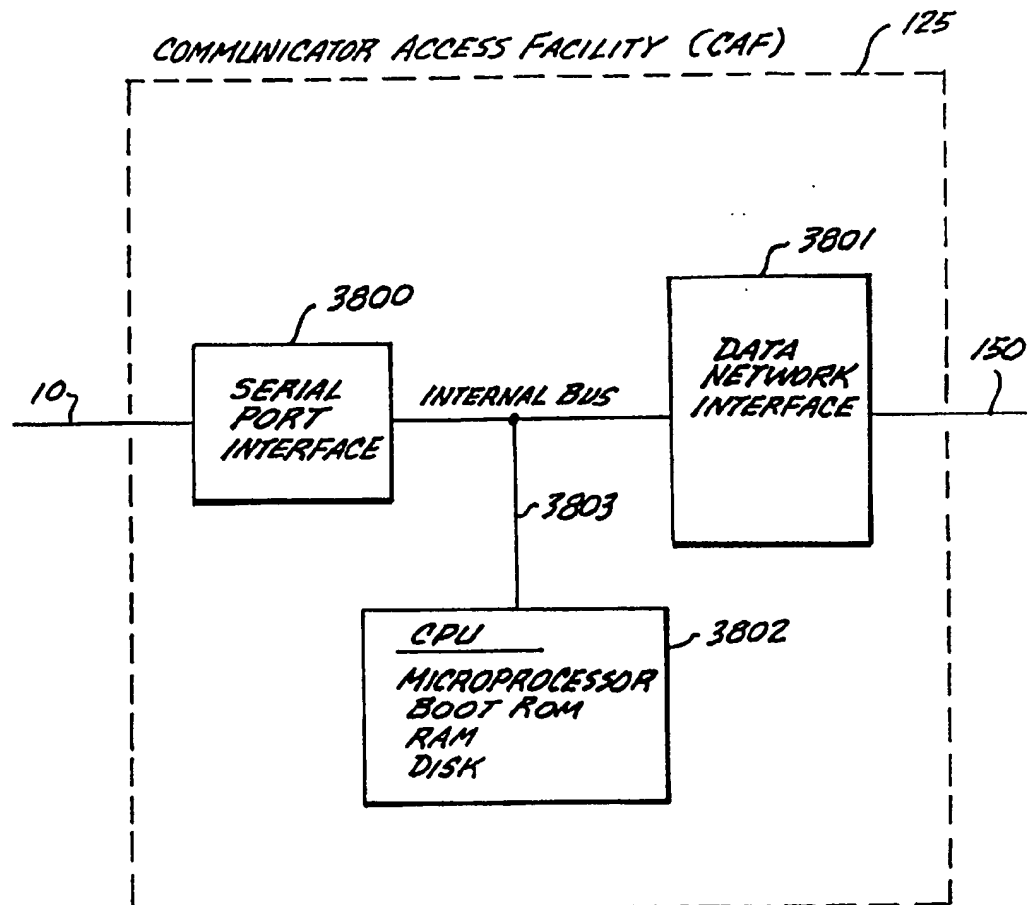 125
COMMUNICATOR ACCESS FACILITY (CAF)
3801
3800
150
DATA
NETWORK
INTERFACE
10
SERIAL
PORT
INTERFACE
INTERNAL BUS
3803
3802
CPU
MICROPROCESSOR
BOOT ROM
RAM
DISK